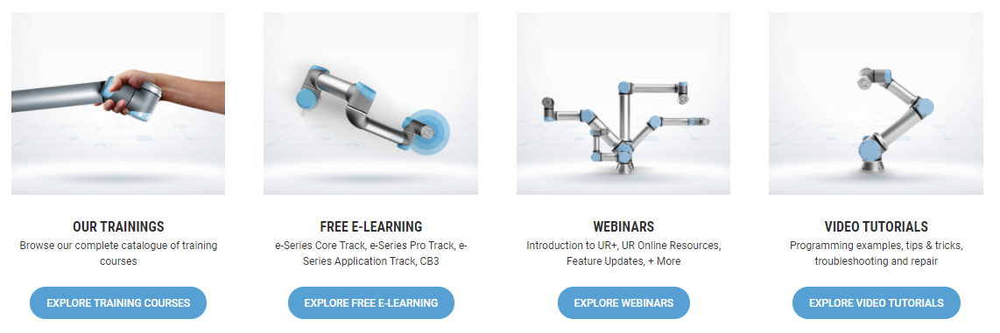 OUR TRAININGS
Browse our complete catalogue of training
courses
EXPLORE TRAINING COURSES
FREE E-LEARNING
e-Series Core Track, e-Series Pro Track, e-
Series Application Track, CB3
EXPLORE FREE E-LEARNING
WEBINARS
Introduction to UR+, UR Online Resources,
Feature Updates, + More
EXPLORE WEBINARS
VIDEO TUTORIALS
Programming examples, tips & tricks,
troubleshooting and repair
EXPLORE VIDEO TUTORIALS